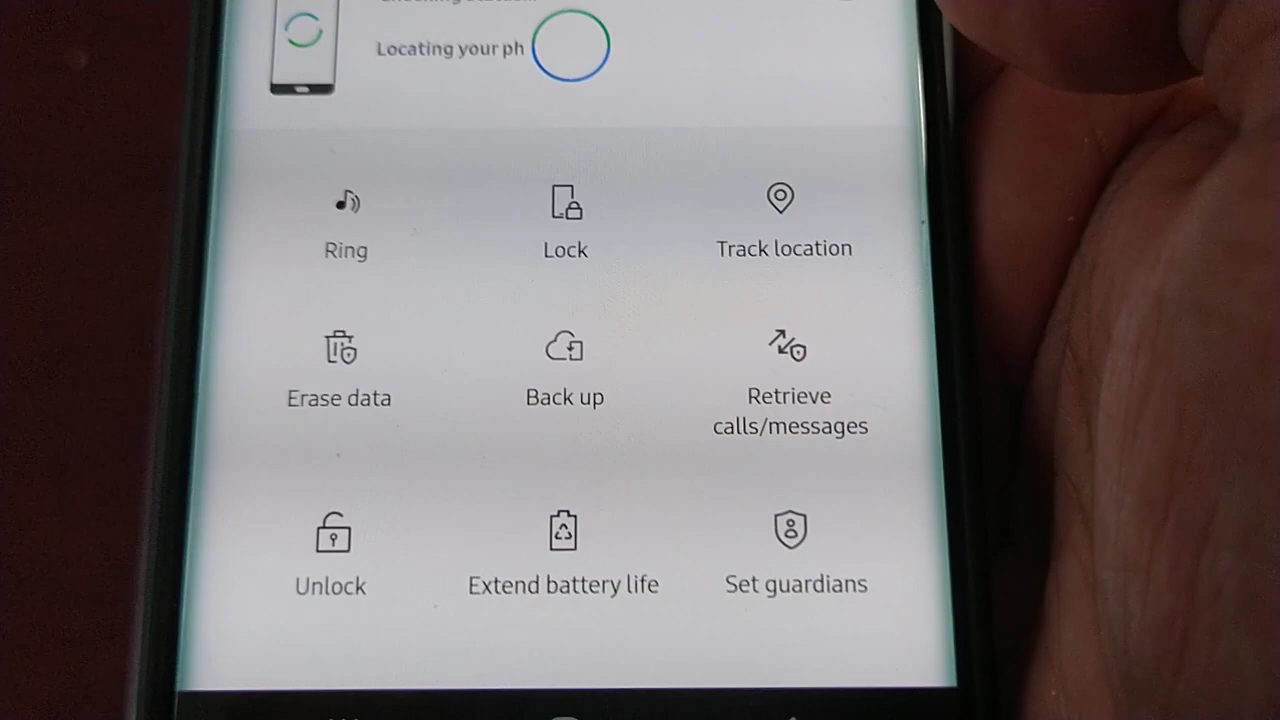 Locating your ph
Ring
Lock
Track location
Erase data
Back up
Retrieve
calls/messages
Unlock
Extend battery life
Set guardians